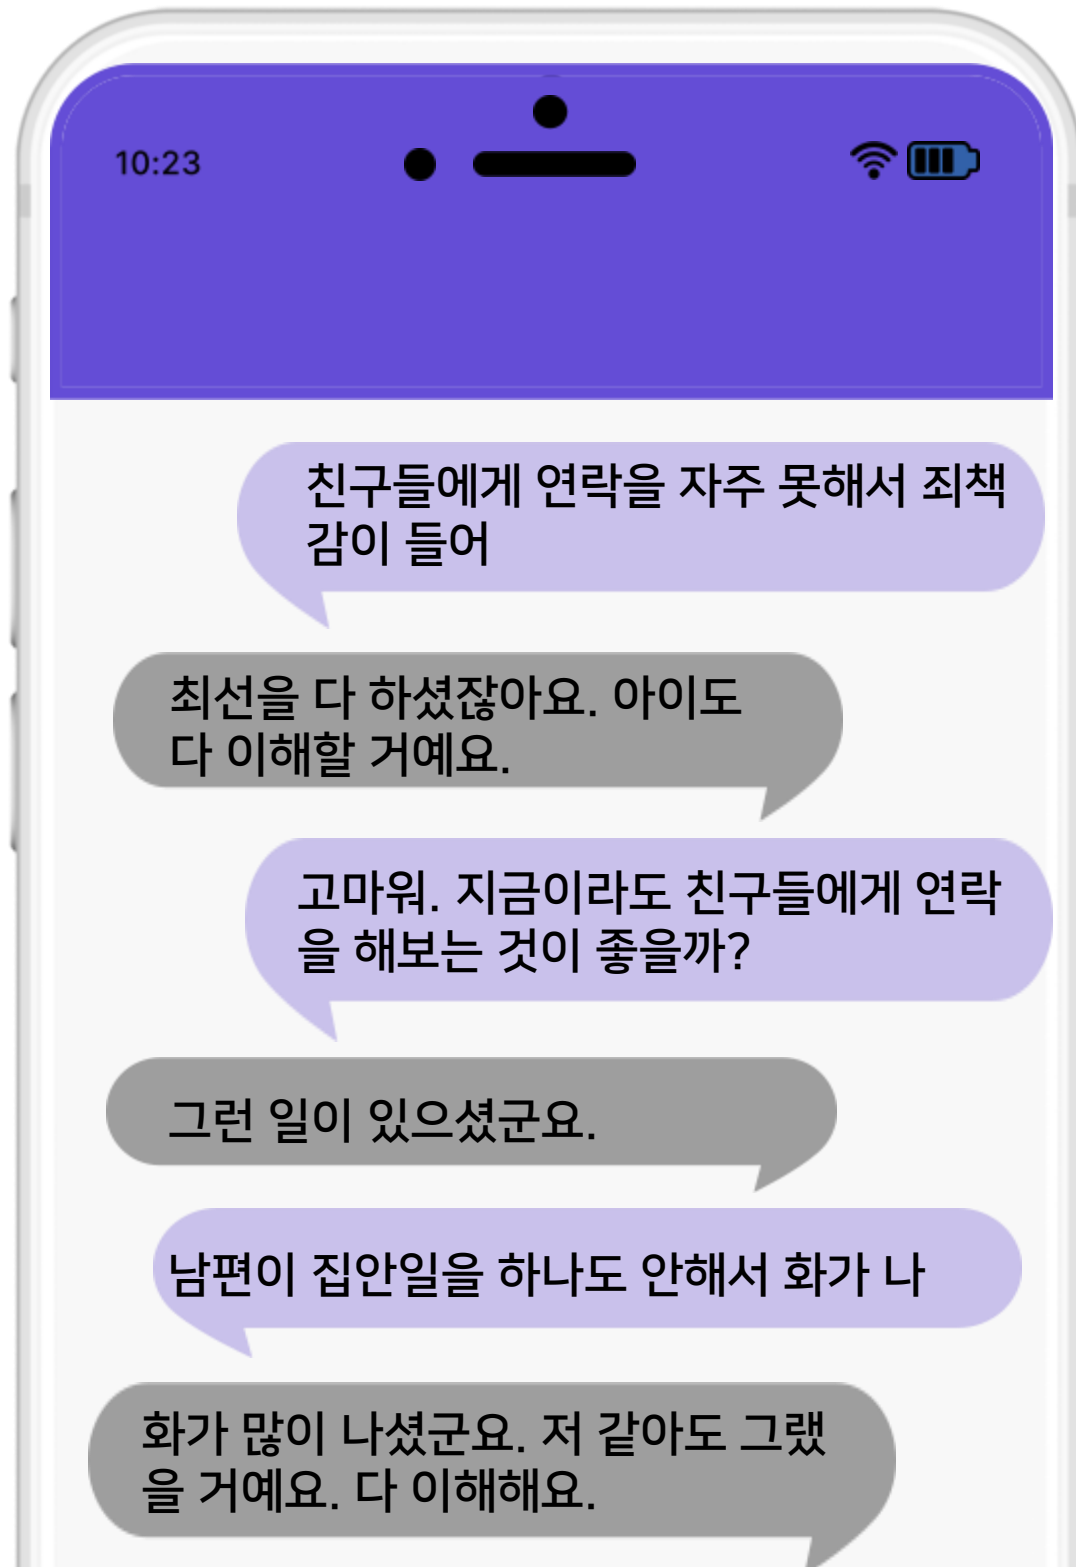 10:23
친구들에게 연락을 자주 못해서 죄책
감이 들어
최선을 다 하셨잖아요. 아이도
다 이해할 거예요.
고마워. 지금이라도 친구들에게 연락
을 해보는 것이 좋을까?
그런 일이 있으셨군요.
남편이 집안일을 하나도 안해서 화가 나
화가 많이 나셨군요. 저 같아도 그랬
을 거예요. 다 이해해요.